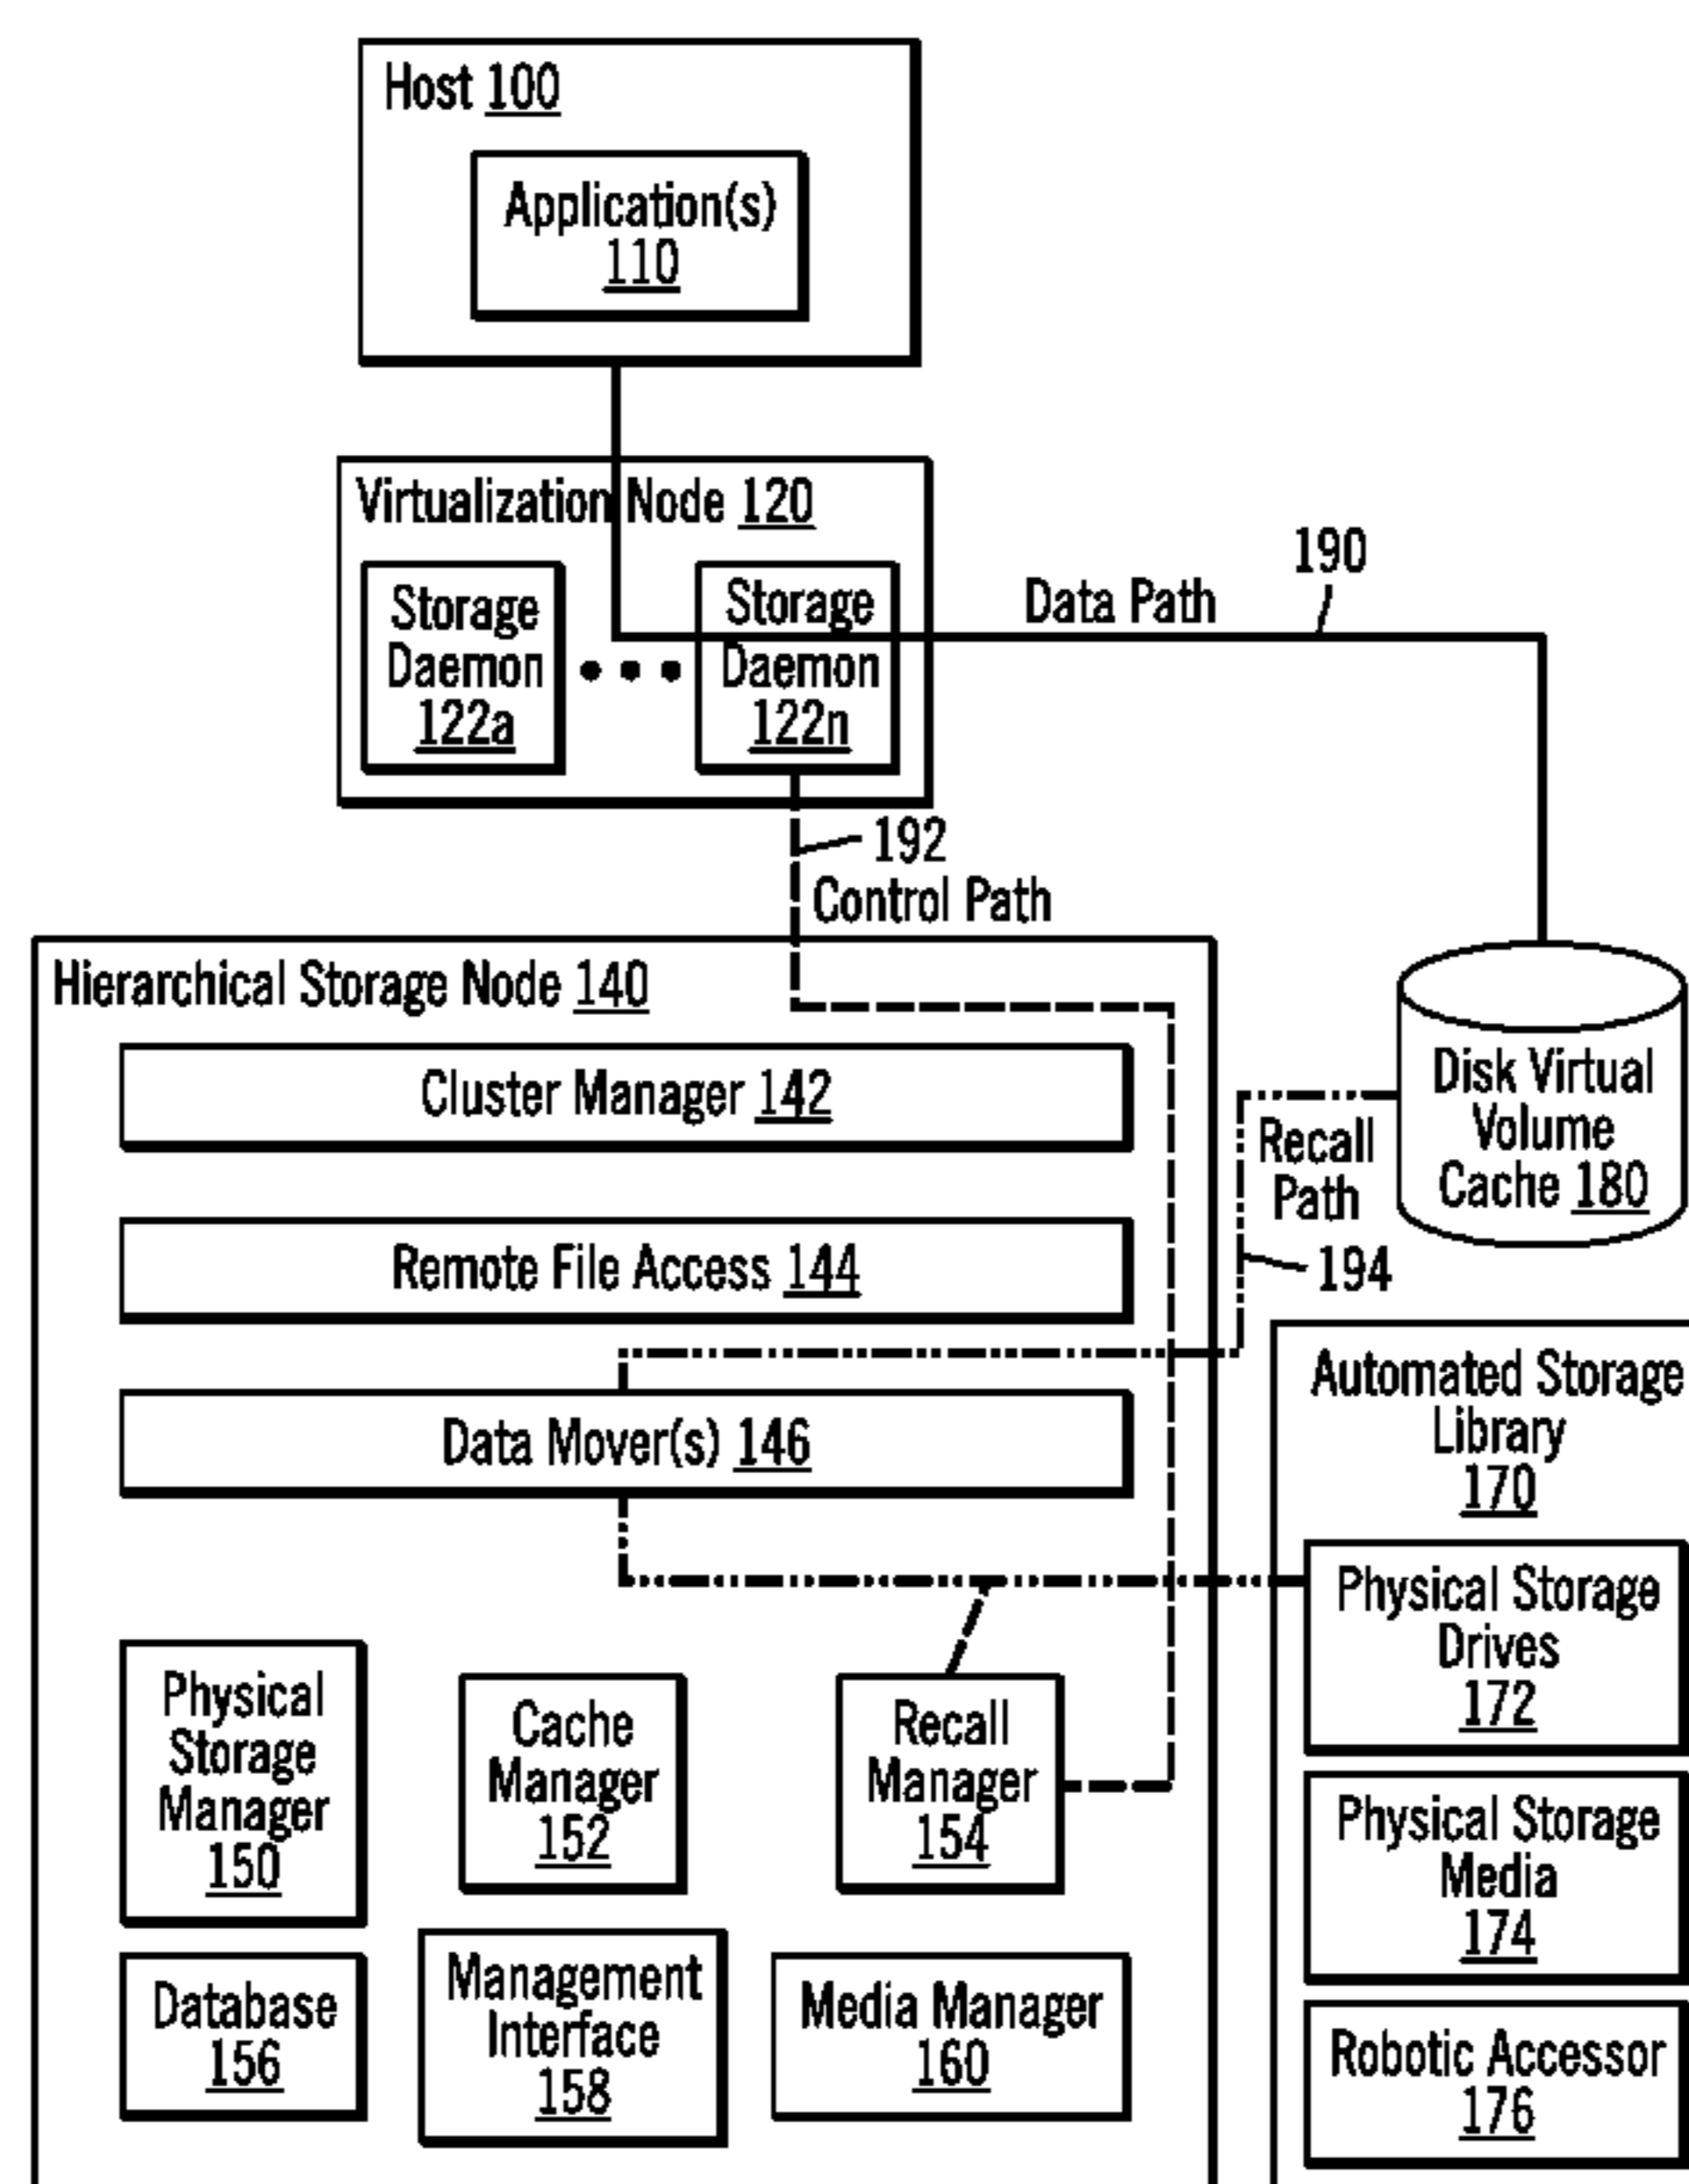 Host 100
Application(s)
110
Virtualization Node 120
Storage
Daemon
122a
Storage
Daemon
122n
Data Path
190
192
Control Path
Hierarchical Storage Node 140
Cluster Manager 142
Remote File Access 144
Data Mover(s) 146
Disk Virtual
Volume
Cache 180
Recall
Path
194
Automated Storage
Library
170
Physical Storage
Drives
172
Physical Storage
Media
174
Robotic Accessor
176
Physical
Storage
Manager
150
Cache
Manager
152
Recall
Manager
154
Database
156
Management
Interface
158
Media Manager
160